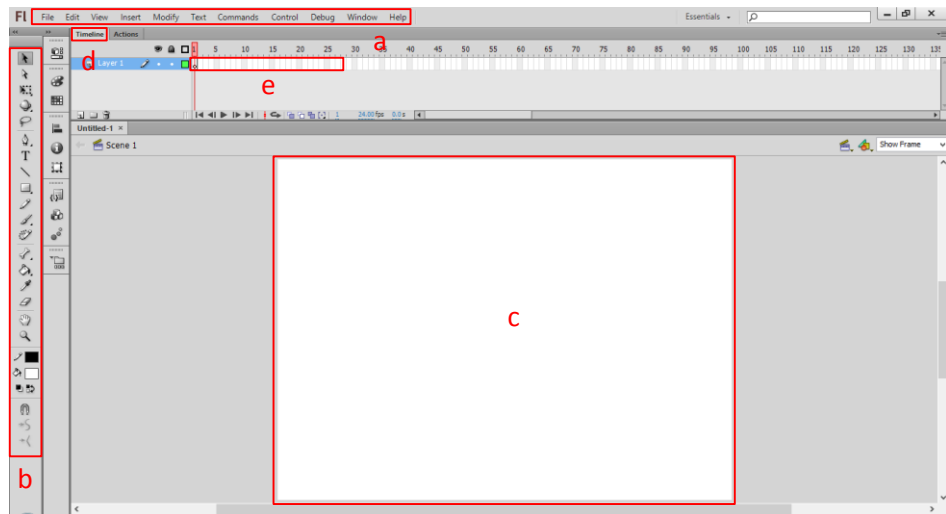 Fl File Edit View Insert Modify Text Commands Control Debug Window Help Essentials
a
Timeline Actions
5 10 15 20 25 30 35 40 45 50 55 60 65 70 75 80 85 90 95 100 105 110 115 120 125 130 135
d Layer 1
e
1 24.00 fps 0.0 s
Untitled-1 ×
Scene 1 Show Frame
T
c
b